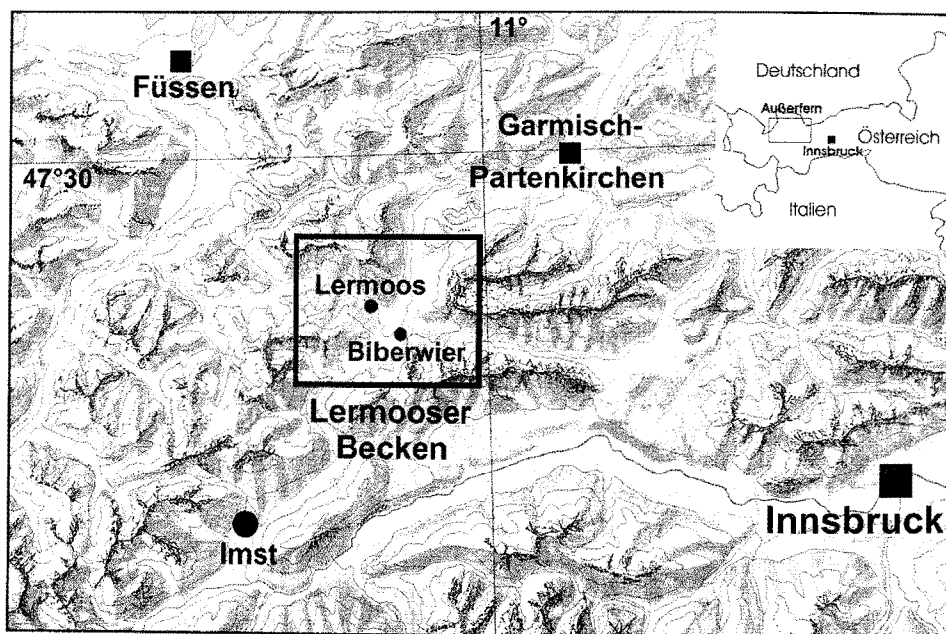 11°
Füssen
Deutschland
Außerfern
Österreich
Innsbruck
Italien
Garmisch-
Partenkirchen
47°30
Lermoos
Biberwier
Lermooser
Becken
Innsbruck
Imst